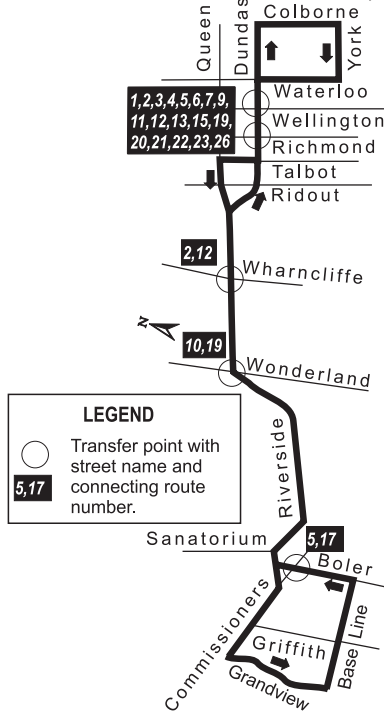 Colborne
Queen
Dundas
York
Waterloo
1,2,3,4,5,6,7,9,
11,12,13,15,19,
20,21,22,23,26
Wellington
Richmond
Talbot
Ridout
2,12
Wharncliffe
N
10,19
Wonderland
LEGEND
Transfer point with
street name and
connecting route
number.
5,17
Riverside
Sanatorium
5,17
Boler
Commissioners
Griffith
Base Line
Grandview